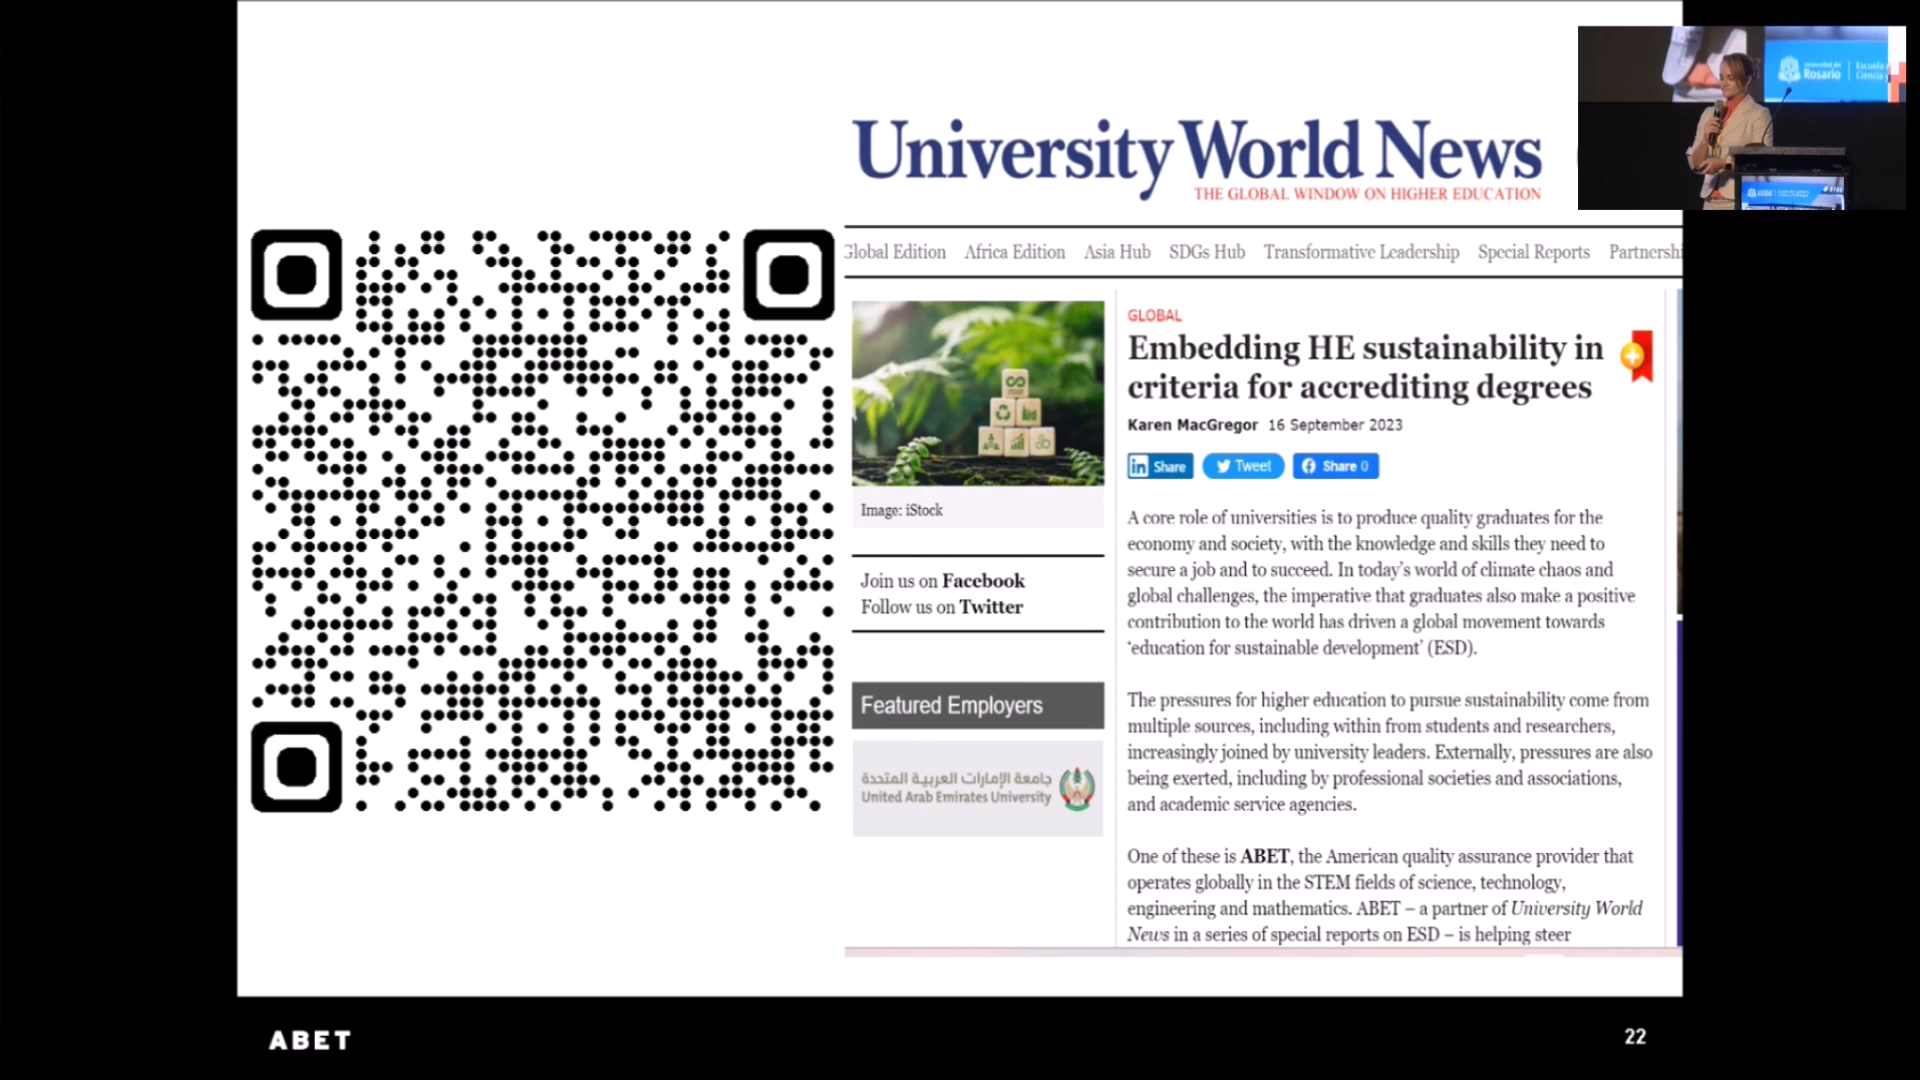 University World News
THE GLOBAL WINDOW ON HIGHER EDUCATION
Universidad del
Rosario
Escuela
Ciencia
Global Edition Africa Edition Asia Hub SDGs Hub Transformative Leadership Special Reports Partnershi
GLOBAL
Embedding HE sustainability in
criteria for accrediting degrees
Karen MacGregor 16 September 2023
in Share Tweet Share 0
Image: iStock
Join us on Facebook
Follow us on Twitter
Featured Employers
جامعة الإمارات العربية المتحدة
United Arab Emirates University
A core role of universities is to produce quality graduates for the
economy and society, with the knowledge and skills they need to
secure a job and to succeed. In today's world of climate chaos and
global challenges, the imperative that graduates also make a positive
contribution to the world has driven a global movement towards
‘education for sustainable development’ (ESD).
The pressures for higher education to pursue sustainability come from
multiple sources, including within from students and researchers,
increasingly joined by university leaders. Externally, pressures are also
being exerted, including by professional societies and associations,
and academic service agencies.
One of these is ABET, the American quality assurance provider that
operates globally in the STEM fields of science, technology,
engineering and mathematics. ABET – a partner of University World
News in a series of special reports on ESD – is helping steer
ABET
22